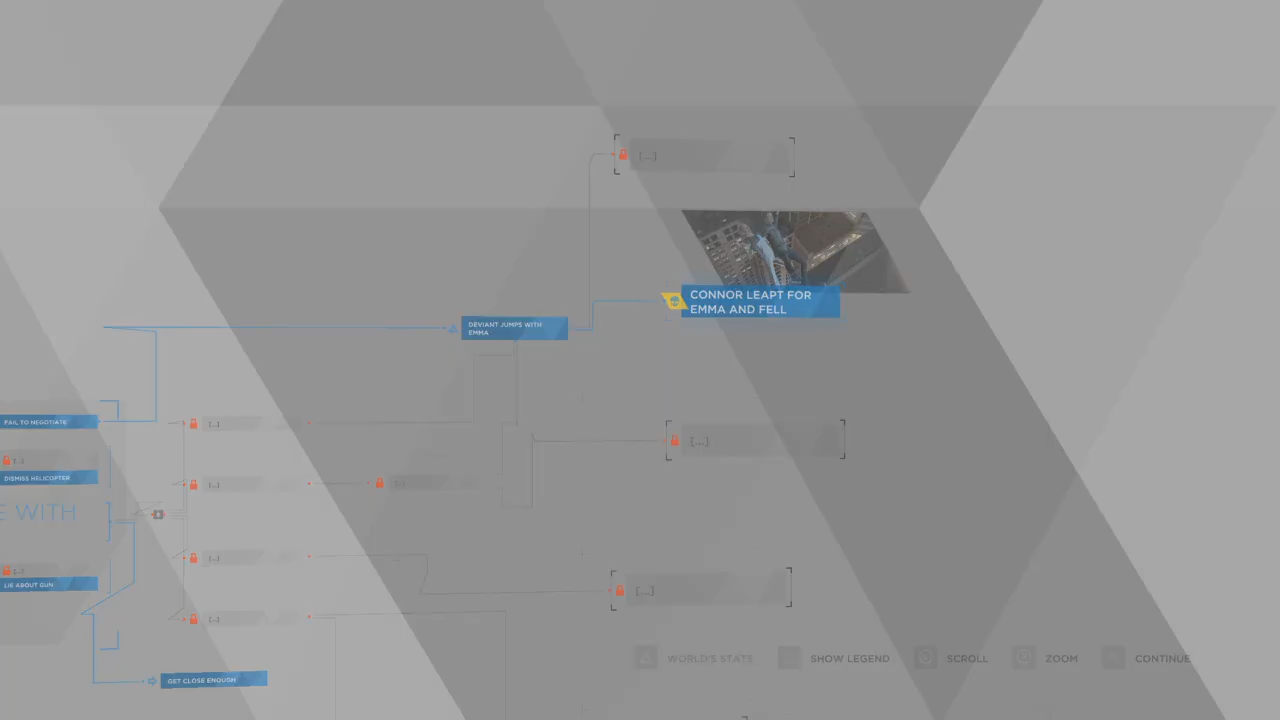 [...]
CONNOR LEAPT FOR
EMMA AND FELL
DEVIANT JUMPS WITH
EMMA
FAIL TO NEGOTIATE
[...]
[...]
[...]
DISMISS HELICOPTER
[...]
[...]
E WITH
[...]
[...]
LIE ABOUT GUN
[...]
[...]
GET CLOSE ENOUGH
WORLD'S STATS
SHOW LEGEND
SCROLL
ZOOM
CONTINUE